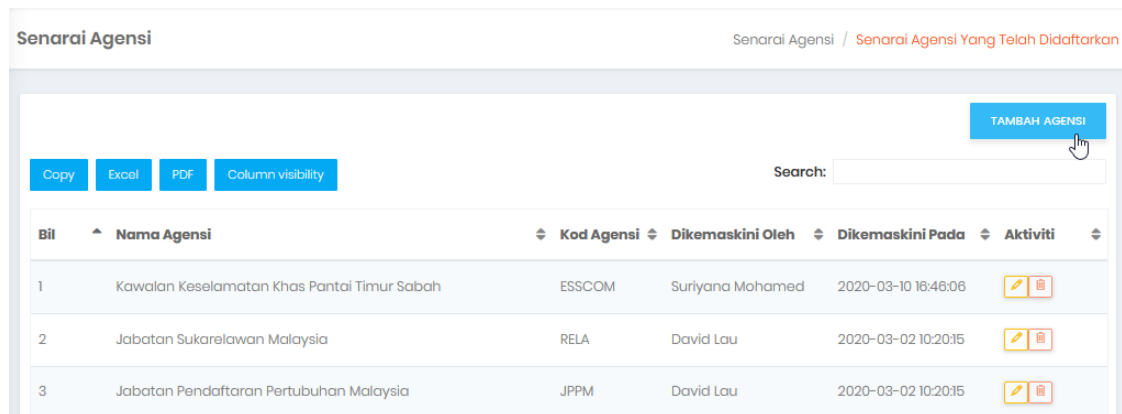 Senarai Agensi
Senarai Agensi / Senarai Agensi Yang Telah Didaftarkan
TAMBAH AGENSI
Copy Excel PDF Column visibility Search:
Bil Nama Agensi Kod Agensi Dikemaskini Oleh Dikemaskini Pada Aktiviti
1 Kawalan Keselamatan Khas Pantai Timur Sabah ESSCOM Suriyana Mohamed 2020-03-10 16:46:06
2 Jabatan Sukarelawan Malaysia RELA David Lau 2020-03-02 10:20:15
3 Jabatan Pendaftaran Pertubuhan Malaysia JPPM David Lau 2020-03-02 10:20:15